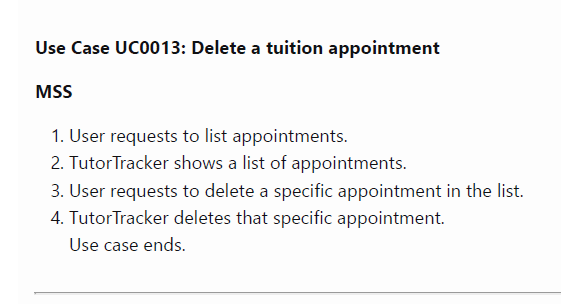 Use Case UC0013: Delete a tuition appointment
MSS
1. User requests to list appointments.
2. TutorTracker shows a list of appointments.
3. User requests to delete a specific appointment in the list.
4. TutorTracker deletes that specific appointment.
Use case ends.